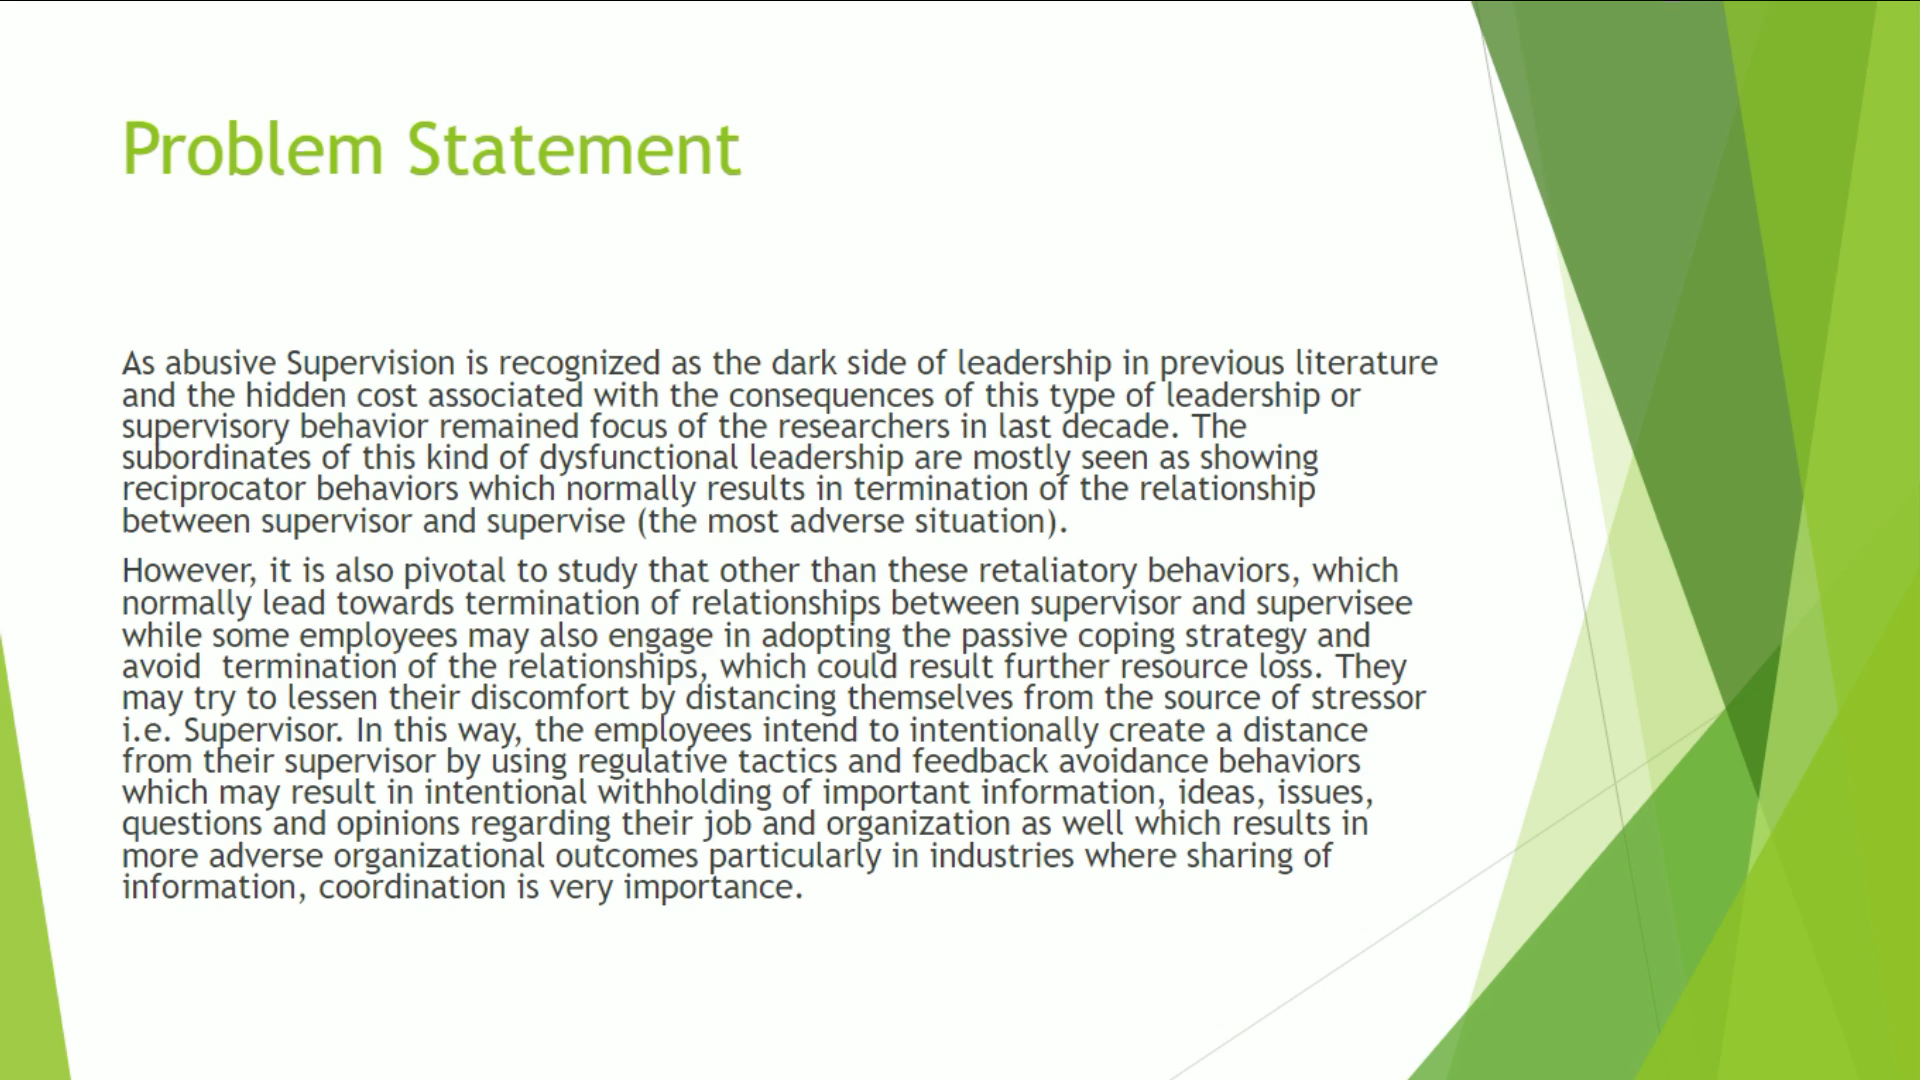 Problem Statement
As abusive Supervision is recognized as the dark side of leadership in previous literature
and the hidden cost associated with the consequences of this type of leadership or
supervisory behavior remained focus of the researchers in last decade. The
subordinates of this kind of dysfunctional leadership are mostly seen as showing
reciprocator behaviors which normally results in termination of the relationship
between supervisor and supervise (the most adverse situation).
However, it is also pivotal to study that other than these retaliatory behaviors, which
normally lead towards termination of relationships between supervisor and supervisee
while some employees may also engage in adopting the passive coping strategy and
avoid  termination of the relationships, which could result further resource loss. They
may try to lessen their discomfort by distancing themselves from the source of stressor
i.e. Supervisor. In this way, the employees intend to intentionally create a distance
from their supervisor by using regulative tactics and feedback avoidance behaviors
which may result in intentional withholding of important information, ideas, issues,
questions and opinions regarding their job and organization as well which results in
more adverse organizational outcomes particularly in industries where sharing of
information, coordination is very importance.